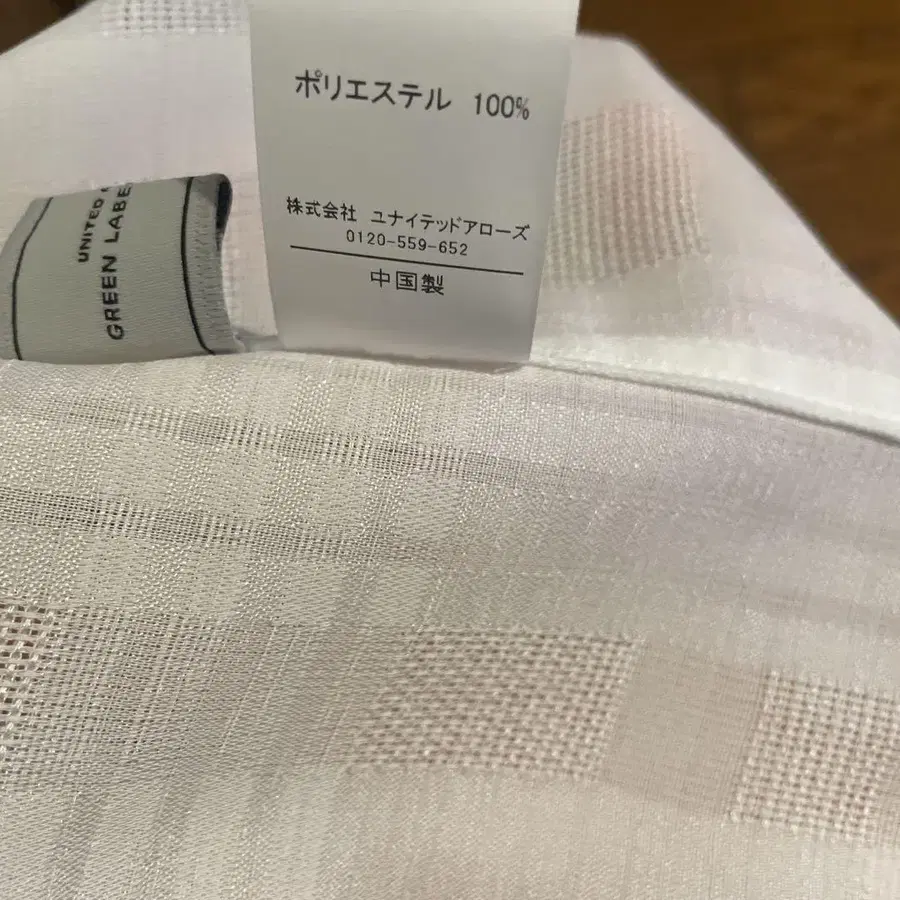 ポリエステル 100%
株式会社 ユナイテッドアローズ
0120-559-652
中国製
UNITED
GREEN LABE